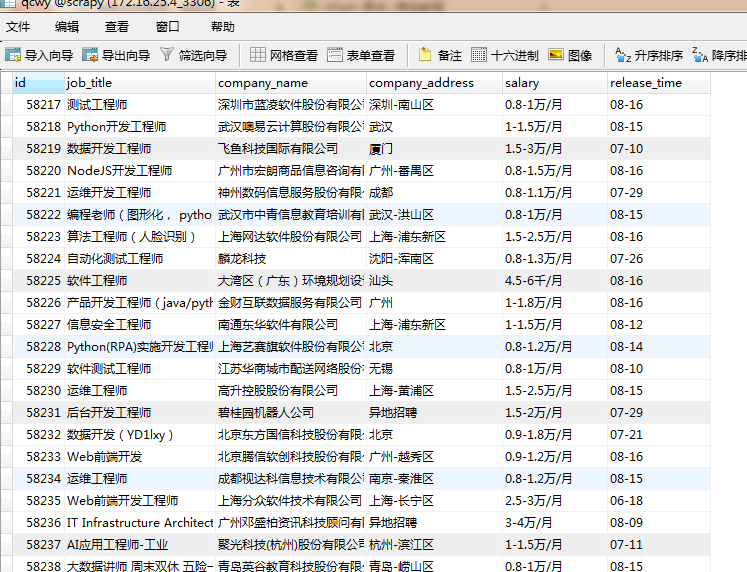 qcwy @scrapy (172.16.25.4_3306) - 表
文件 编辑 查看 窗口 帮助
导入向导 导出向导 筛选向导 网格查看 表单查看 备注 十六进制 图像 升序排序 降序排
id job_title company_name company_address salary release_time
58217 测试工程师 深圳市蓝凌软件股份有限公 深圳-南山区 0.8-1万/月 08-16
58218 Python开发工程师 武汉噢易云计算股份有限公 武汉 1-1.5万/月 08-15
58219 数据开发工程师 飞鱼科技国际有限公司 厦门 1.5-3万/月 07-10
58220 NodeJS开发工程师 广州市宏朗商品信息咨询有 广州-番禺区 0.8-1.5万/月 08-16
58221 运维开发工程师 神州数码信息服务股份有限 成都 0.8-1.1万/月 07-29
58222 编程老师（图形化， pytho 武汉市中青信息教育培训有 武汉-洪山区 0.8-1万/月 08-15
58223 算法工程师（人脸识别） 上海网达软件股份有限公司 上海-浦东新区 1.5-2.5万/月 08-16
58224 自动化测试工程师 麟龙科技 沈阳-浑南区 0.8-1.3万/月 07-26
58225 软件工程师 大湾区（广东）环境规划设 汕头 4.5-6千/月 08-16
58226 产品开发工程师（java/pyth 金财互联数据服务有限公司 广州 1-1.8万/月 08-16
58227 信息安全工程师 南通东华软件有限公司 上海-浦东新区 1-1.5万/月 08-12
58228 Python(RPA)实施开发工程师 上海艺赛旗软件股份有限公 北京 0.8-1.2万/月 08-14
58229 软件测试工程师 江苏华商城市配送网络股份 无锡 0.8-1万/月 08-10
58230 运维工程师 高升控股股份有限公司 上海-黄浦区 1.5-2.5万/月 08-15
58231 后台开发工程师 碧桂园机器人公司 异地招聘 1.5-2万/月 07-29
58232 数据开发（YD1lxy） 北京东方国信科技股份有限 北京 0.9-1.8万/月 07-21
58233 Web前端开发 北京腾信软创科技股份有限 广州-越秀区 0.9-1.2万/月 08-16
58234 运维工程师 成都视达科信息技术有限公 南京-秦淮区 0.8-1.2万/月 08-15
58235 Web前端开发工程师 上海分众软件技术有限公司 上海-长宁区 2.5-3万/月 06-18
58236 IT Infrastructure Architect 广州邓盛柏资讯科技顾问有 异地招聘 3-4万/月 08-09
58237 AI应用工程师-工业 聚光科技(杭州)股份有限公 杭州-滨江区 1-1.5万/月 07-11
58238 大数据讲师 周末双休 五险一 青岛英谷教育科技股份有限 青岛-崂山区 0.8-1万/月 08-15